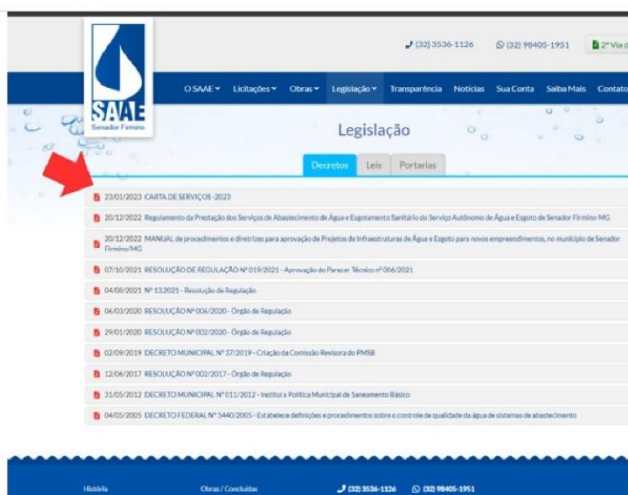 (32) 3536-1126 (32) 98405-1951 2ª Via d
SAAE
Senador Firmino
O SAAE Licitações Obras Legislação Transparência Notícias Sua Conta Saiba Mais Contato
Legislação
Decretos Leis Portarias
23/01/2023 CARTA DE SERVIÇOS -2023
20/12/2022 Regulamento da Prestação dos Serviços de Abastecimento de Água e Esgotamento Sanitário do Serviço Autônomo de Água e Esgoto de Senador Firmino-MG
20/12/2022 MANUAL de procedimentos e diretrizes para aprovação de Projetos de Infraestruturas de Água e Esgoto para novos empreendimentos, no município de Senador
Firmino/MG
07/10/2021 RESOLUÇÃO DE REGULAÇÃO Nº 019/2021 - Aprovação do Parecer Técnico nº 006/2021
04/08/2021 Nº 13.2021 - Resolução de Regulação
06/03/2020 RESOLUÇÃO Nº 006/2020 - Órgão de Regulação
29/01/2020 RESOLUÇÃO Nº 002/2020 - Órgão de Regulação
02/09/2019 DECRETO MUNICIPAL Nº 37/2019 - Criação da Comissão Revisora do PMSB
12/06/2017 RESOLUÇÃO Nº 002/2017 - Órgão de Regulação
31/05/2012 DECRETO MUNICIPAL Nº 011/2012 - Institui a Política Municipal de Saneamento Básico
04/05/2005 DECRETO FEDERAL Nº 5440/2005 - Estabelece definições e procedimentos sobre o controle de qualidade da água de sistemas de abastecimento
História Obras / Concluídas (32) 3536-1126 (32) 98405-1951